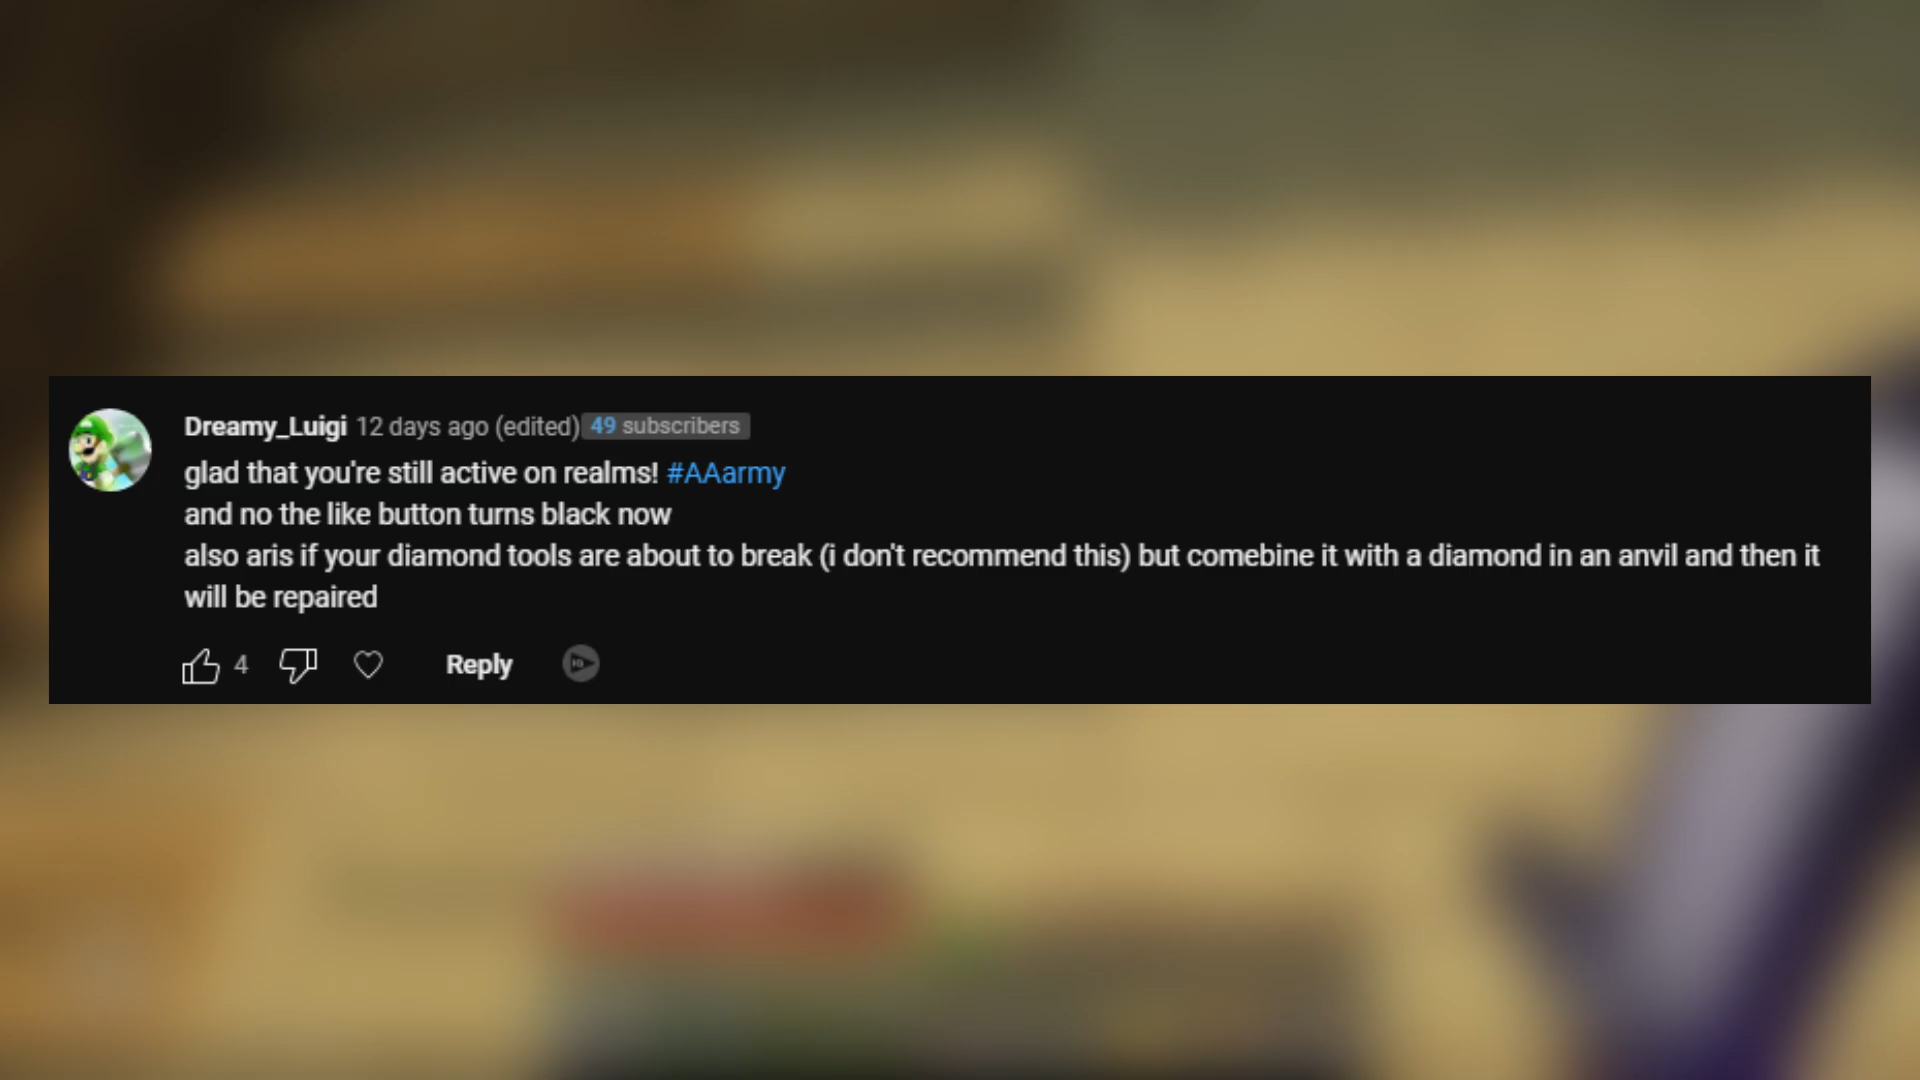 Dreamy_Luigi 12 days ago (edited) 49 subscribers
glad that you're still active on realms! #AAarmy
and no the like button turns black now
also aris if your diamond tools are about to break (i don't recommend this) but comebine it with a diamond in an anvil and then it
will be repaired
4 Reply